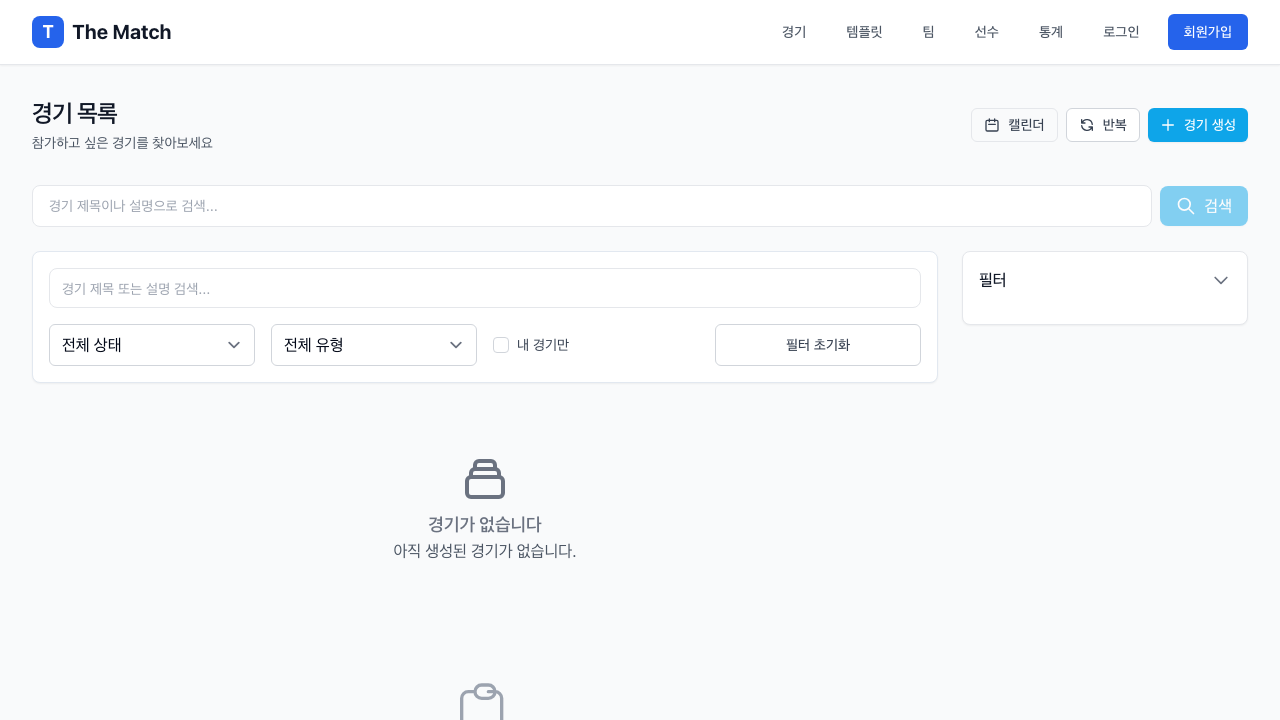 T The Match
경기
템플릿
팀
선수
통계
로그인
회원가입
경기 목록
참가하고 싶은 경기를 찾아보세요
캘린더
반복
경기 생성
경기 제목이나 설명으로 검색...
검색
경기 제목 또는 설명 검색...
전체 상태
전체 유형
내 경기만
필터 초기화
필터
경기가 없습니다
아직 생성된 경기가 없습니다.